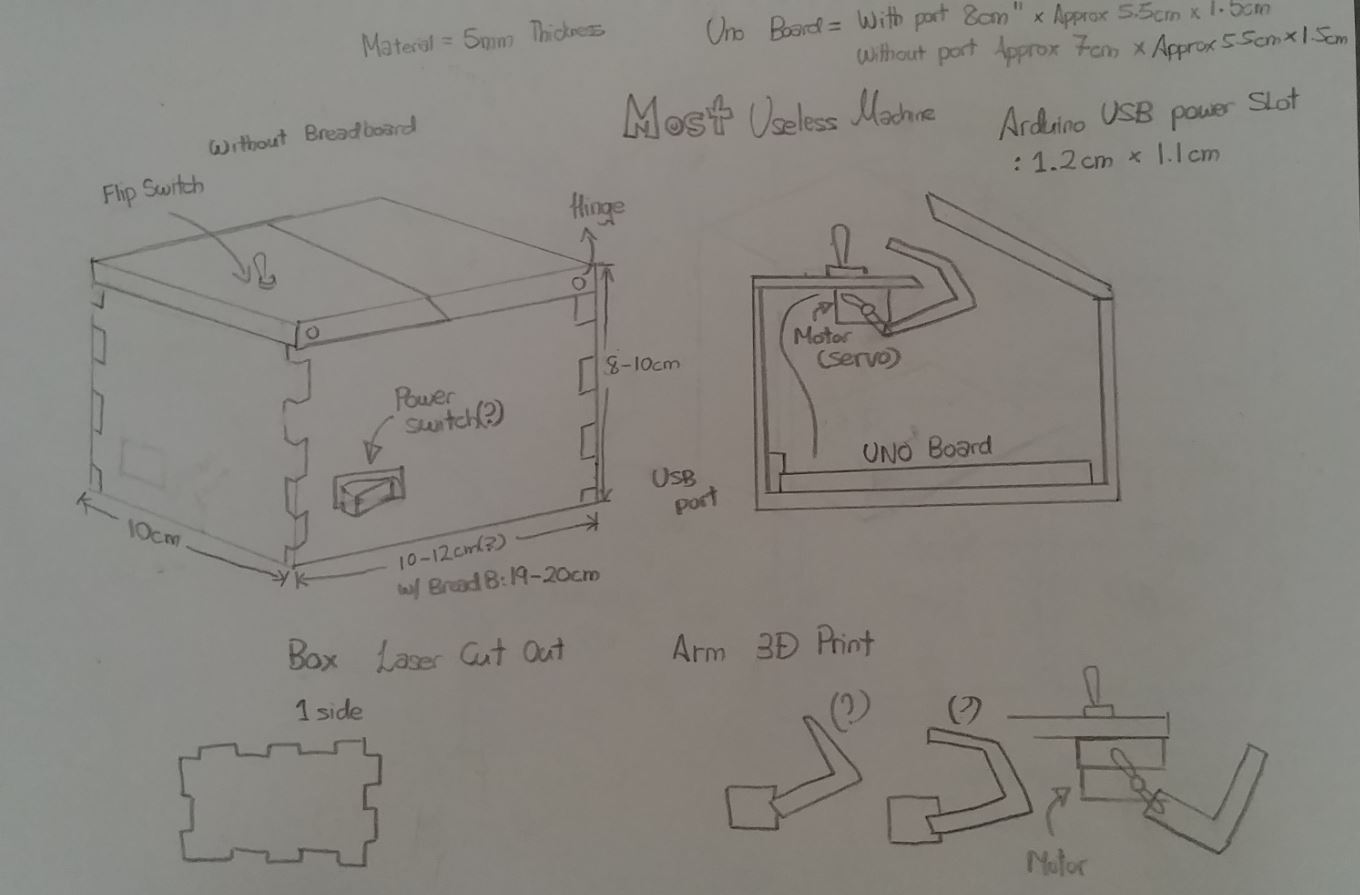 Material = 5mm Thickness
Uno Board = With port 8cm" x Approx 5.5cm x 1.5cm
Without port Approx 7cm x Approx 5.5cm x 1.5cm
Most Useless Machine
Arduino USB power Slot
: 1.2cm x 1.1cm
Without Breadboard
Flip Switch
Hinge
Power
switch(?)
8-10cm
10cm
10-12cm(?)
w/ Bread B: 19-20cm
Motor
(servo)
UNO Board
USB
port
Box Laser Cut Out
1 side
Arm 3D Print
(?)
(?)
Motor